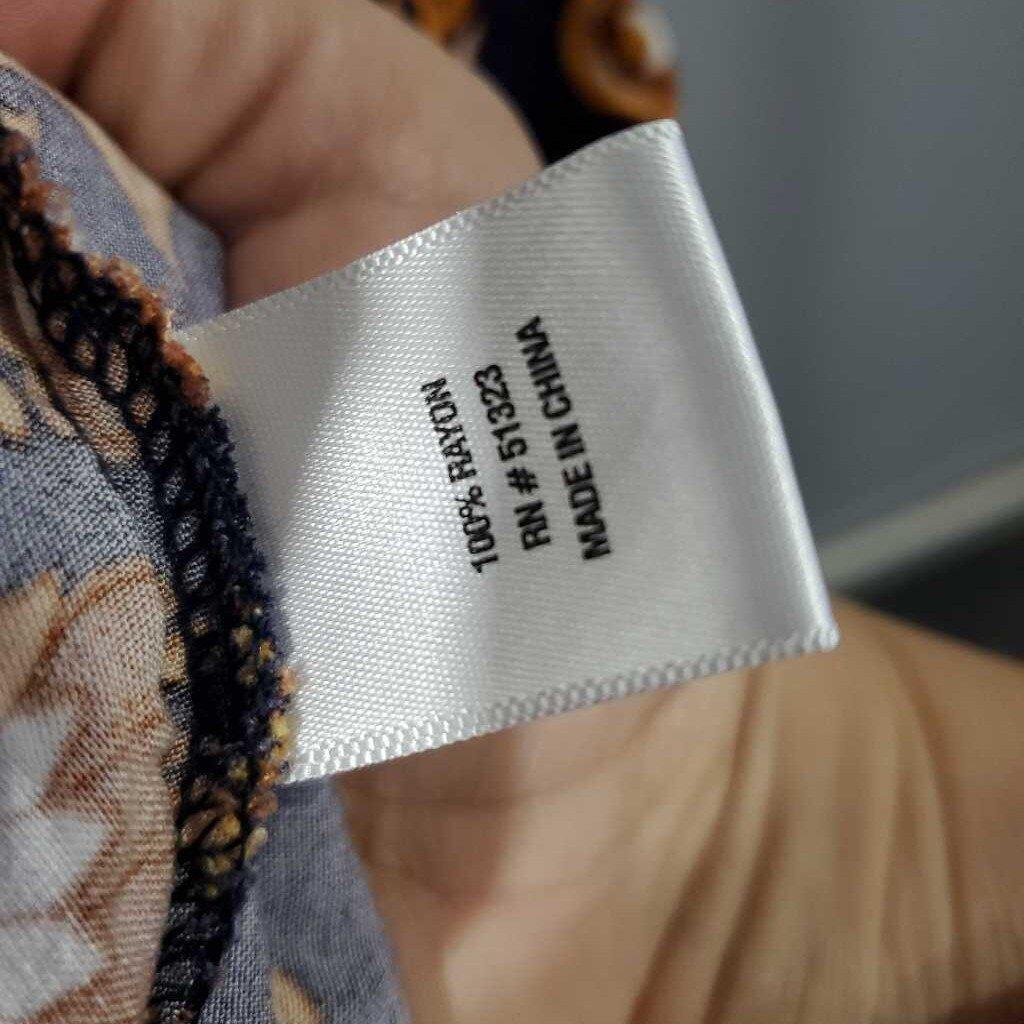 100% RAYON
RN # 51323
MADE IN CHINA